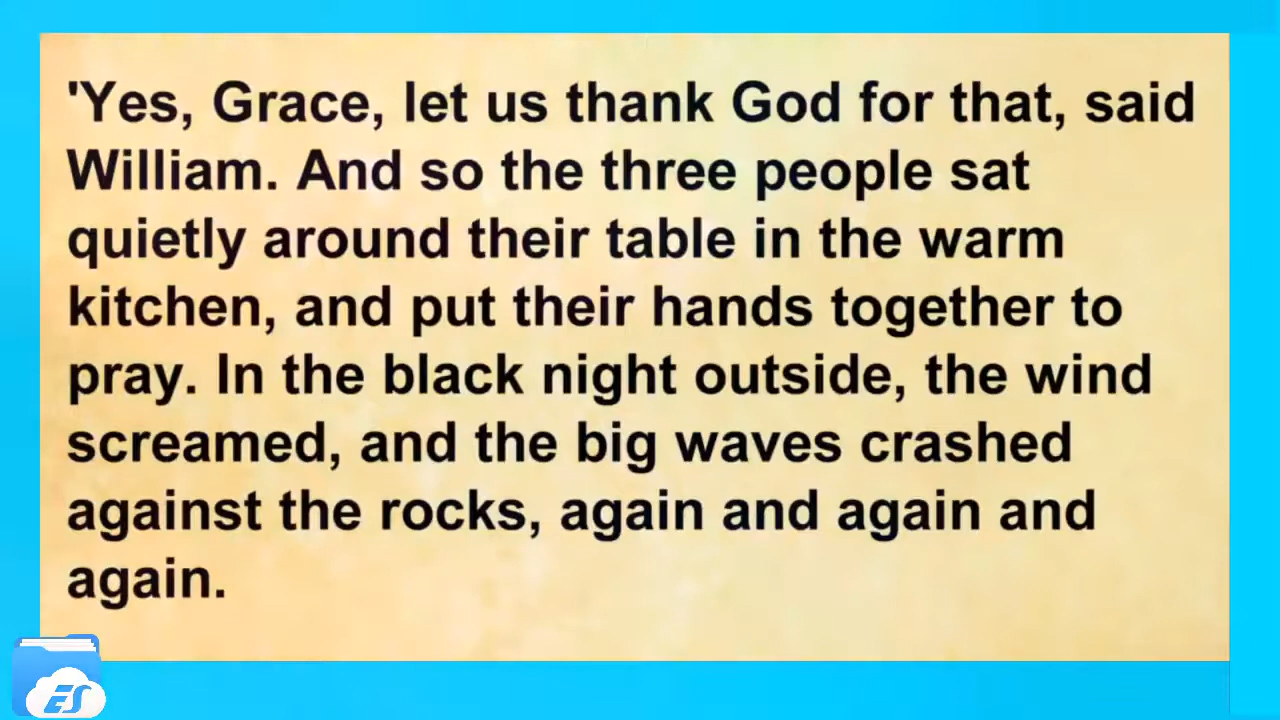 'Yes, Grace, let us thank God for that, said
William. And so the three people sat
quietly around their table in the warm
kitchen, and put their hands together to
pray. In the black night outside, the wind
screamed, and the big waves crashed
against the rocks, again and again and
again.
ES